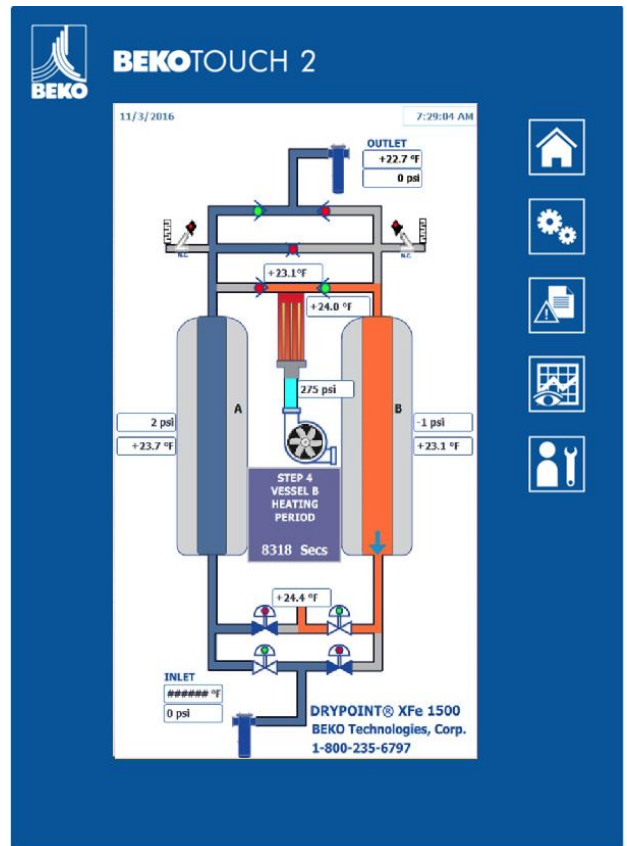 BEKO
BEKOTOUCH 2
11/3/2016
7:29:04 AM
OUTLET
+22.7 °F
0 psi
N.C.
N.C.
+23.1°F
+24.0 °F
275 psi
A
B
2 psi
+23.7 °F
-1 psi
+23.1 °F
STEP 4
VESSEL B
HEATING
PERIOD
8318 Secs
+24.4 °F
INLET
###### °F
0 psi
DRYPOINT® XFe 1500
BEKO Technologies, Corp.
1-800-235-6797